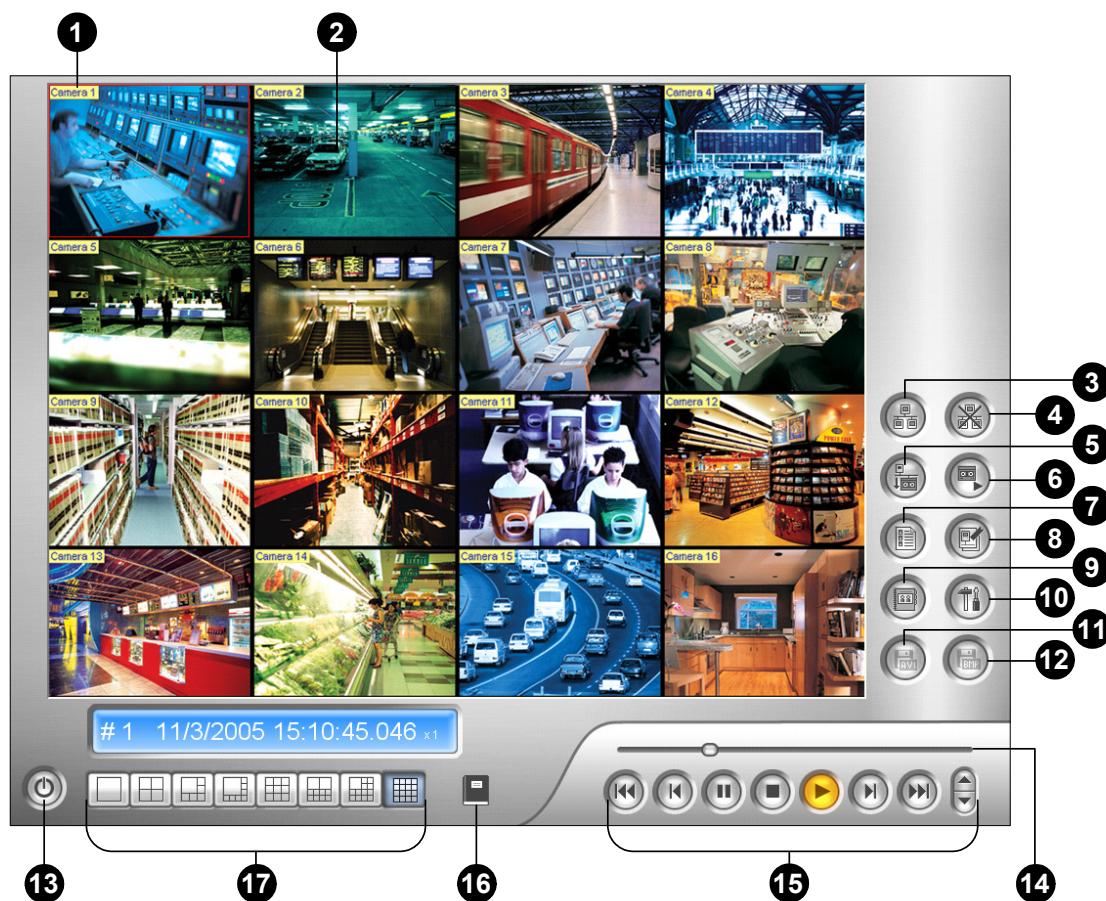 1 2
Camera 1 Camera 2 Camera 3 Camera 4
Camera 5 Camera 6 Camera 7 Camera 8
3
4
5
Camera 9 Camera 10 Camera 11 Camera 12
6
7
8
Camera 13 Camera 14 Camera 15 Camera 16
9
10
11
AVI BMP
12
# 1 11/3/2005 15:10:45.046 x1
13 17 16 15 14